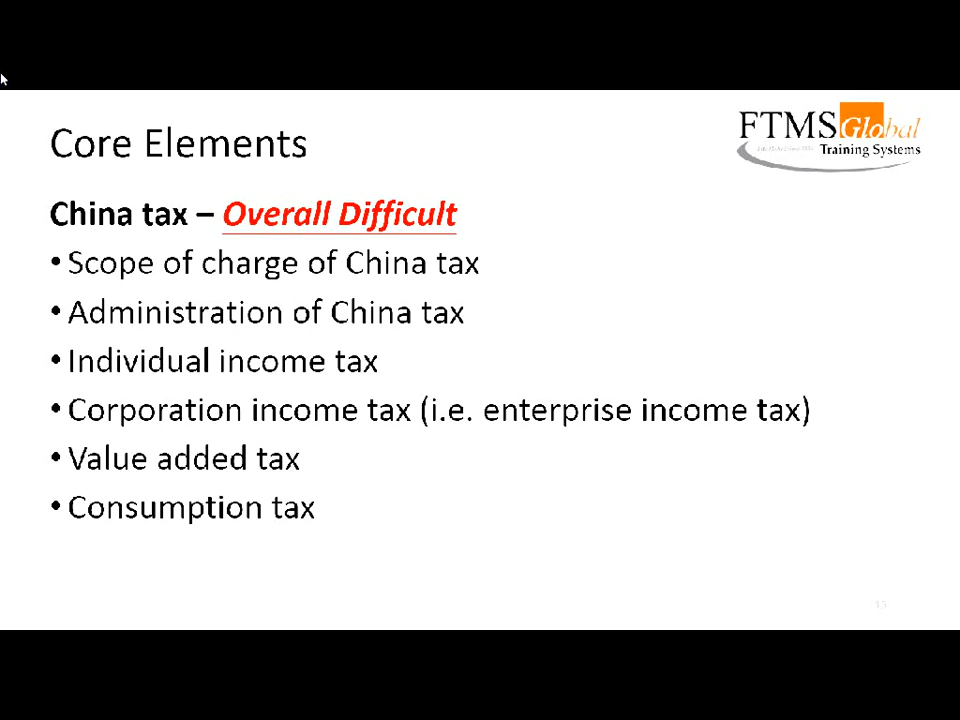 Core Elements
FTMSGlobal
Training Systems
China tax – Overall Difficult
• Scope of charge of China tax
• Administration of China tax
• Individual income tax
• Corporation income tax (i.e. enterprise income tax)
• Value added tax
• Consumption tax
13